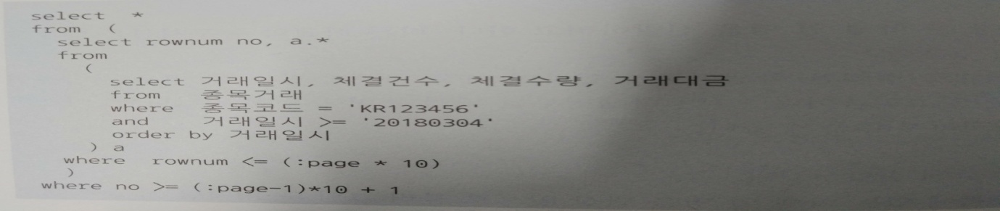 select *
from (
select rownum no, a.*
from
(
select 거래일시, 체결건수, 체결수량, 거래대금
from 종목거래
where 종목코드 = 'KR123456'
and 거래일시 >= '20180304'
order by 거래일시
) a
where rownum <= (:page * 10)
)
where no >= (:page-1)*10 + 1